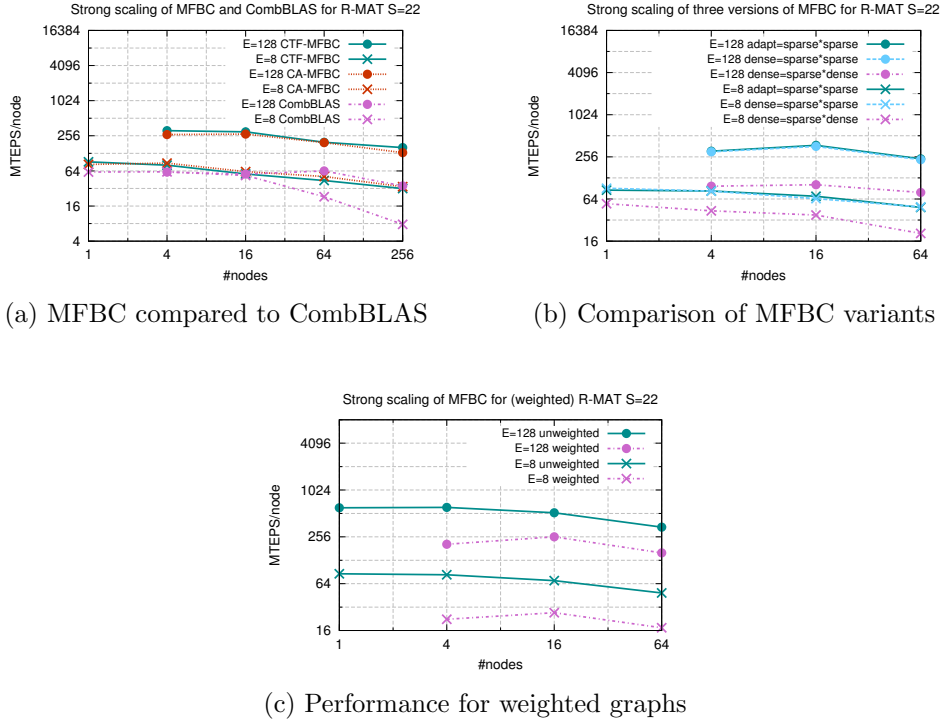 Strong scaling of MFBC and CombBLAS for R-MAT S=22
MTEPS/node
16384
4096
1024
256
64
16
4
E=128 CTF-MFBC
E=8 CTF-MFBC
E=128 CA-MFBC
E=8 CA-MFBC
E=128 CombBLAS
E=8 CombBLAS
1 4 16 64 256
#nodes
(a) MFBC compared to CombBLAS
Strong scaling of three versions of MFBC for R-MAT S=22
MTEPS/node
16384
4096
1024
256
64
16
E=128 adapt=sparse*sparse
E=128 dense=sparse*sparse
E=128 dense=sparse*dense
E=8 adapt=sparse*sparse
E=8 dense=sparse*sparse
E=8 dense=sparse*dense
1 4 16 64
#nodes
(b) Comparison of MFBC variants
Strong scaling of MFBC for (weighted) R-MAT S=22
MTEPS/node
4096
1024
256
64
16
E=128 unweighted
E=128 weighted
E=8 unweighted
E=8 weighted
1 4 16 64
#nodes
(c) Performance for weighted graphs